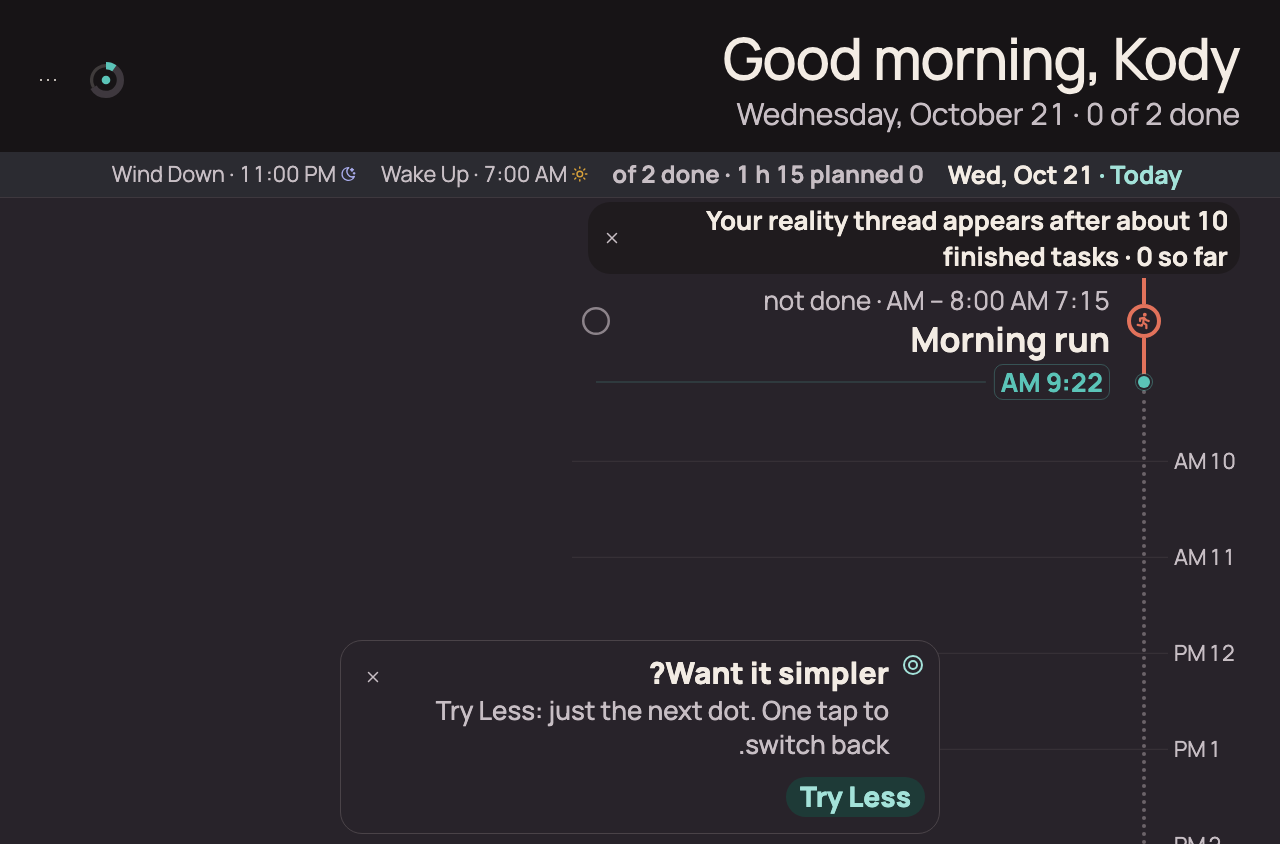 Good morning, Kody
Wednesday, October 21 · 0 of 2 done
Wed, Oct 21 · Today
of 2 done · 1 h 15 planned 0
Wake Up · 7:00 AM
Wind Down · 11:00 PM
Your reality thread appears after about 10
finished tasks · 0 so far
not done · AM – 8:00 AM 7:15
Morning run
AM 9:22
AM 10
AM 11
PM 12
?Want it simpler
Try Less: just the next dot. One tap to
.switch back
PM 1
Try Less
PM 2